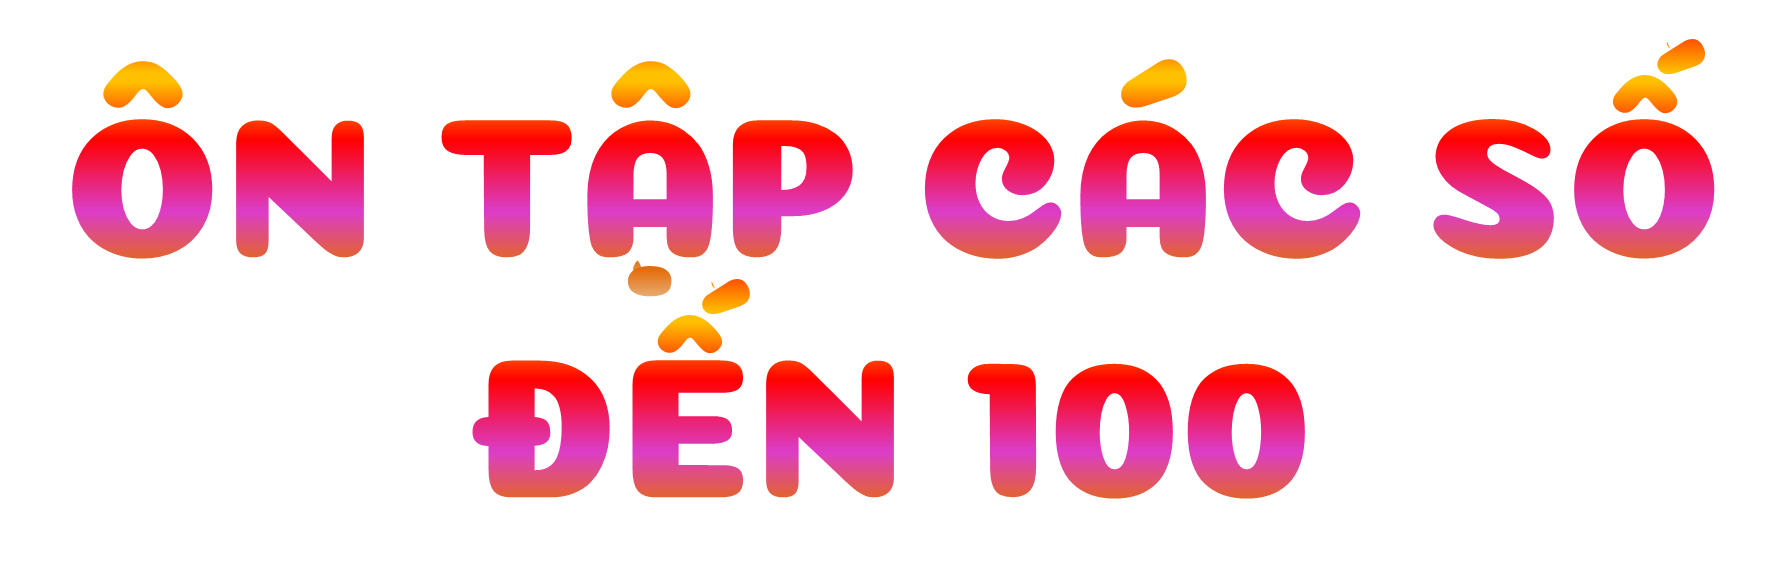 ÔN TẬP CÁC SỐ
ĐẾN 100